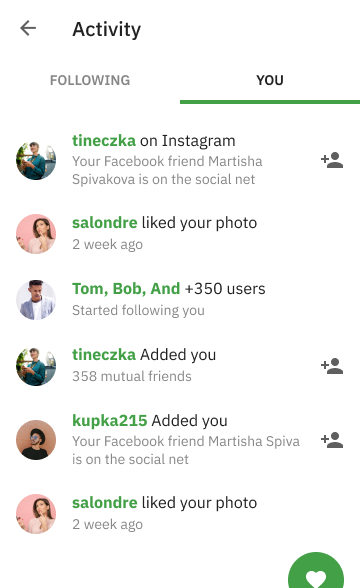 Activity
FOLLOWING YOU
tineczka on Instagram
Your Facebook friend Martisha
Spivakova is on the social net
salondre liked your photo
2 week ago
Tom, Bob, And +350 users
Started following you
tineczka Added you
358 mutual friends
kupka215 Added you
Your Facebook friend Martisha Spiva
is on the social net
salondre liked your photo
2 week ago